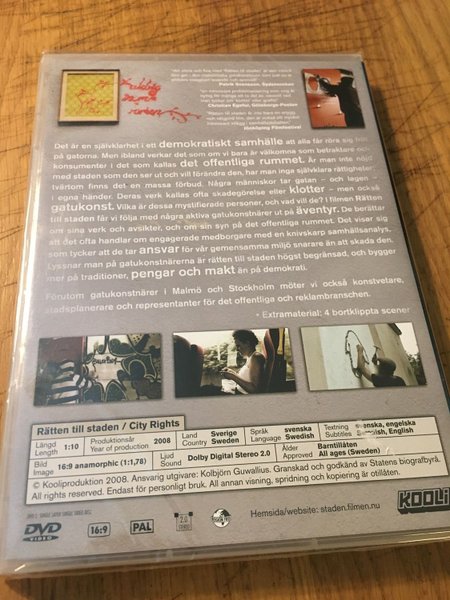 Patrik Svensson, Sydsvenskan
Christian Egefur, Göteborgs-Posten
Det är en självklarhet i ett demokratiskt samhälle att alla får röra sig fritt
på gatorna. Men ibland verkar det som om vi bara är välkomna som betraktare och
konsumenter i det som kallas det offentliga rummet. Är man inte nöjd
med staden som den ser ut och vill förändra den, har man inga självklara rättigheter;
tvärtom finns det en massa förbud. Några människor tar gatan – och lagen –
i egna händer. Deras verk kallas ofta skadegörelse eller klotter – men också
gatukonst. Vilka är dessa mystifierade personer, och vad vill de? I filmen Rätten
till staden får vi följa med några aktiva gatukonstnärer ut på äventyr. De berättar
om sina verk och avsikter, och om sin syn på det offentliga rummet. Det visar sig
att det ofta handlar om engagerade medborgare med en knivskarp samhällsanalys,
som tycker att de tar ansvar för vår gemensamma miljö snarare än att skada den.
Lyssnar man på gatukonstnärerna är rätten till staden högst begränsad, och bygger
mer på traditioner, pengar och makt än på demokrati.
Förutom gatukonstnärer i Malmö och Stockholm möter vi också konstvetare,
stadsplanerare och representanter för det offentliga och reklambranschen.
+ Extramaterial: 4 bortklippta scener
Rätten till staden / City Rights
Längd Length 1:10 Produktionsår Year of production 2008 Land Country Sverige Sweden Språk Language svenska Swedish Textning Subtitles svenska, engelska Swedish, English
Bild Image 16:9 anamorphic (1:1,78) Ljud Sound Dolby Digital Stereo 2.0 Ålder Approved Barntillåten All ages (Sweden)
© Kooliproduktion 2008. Ansvarig utgivare: Kolbjörn Guwallius. Granskad och godkänd av Statens biografbyrå.
All rights reserved. Endast för personligt bruk. All annan visning, spridning och kopiering är otillåten.
DVD VIDEO 16:9 PAL 2.0 Hemsida/website: staden.filmen.nu KOOLI